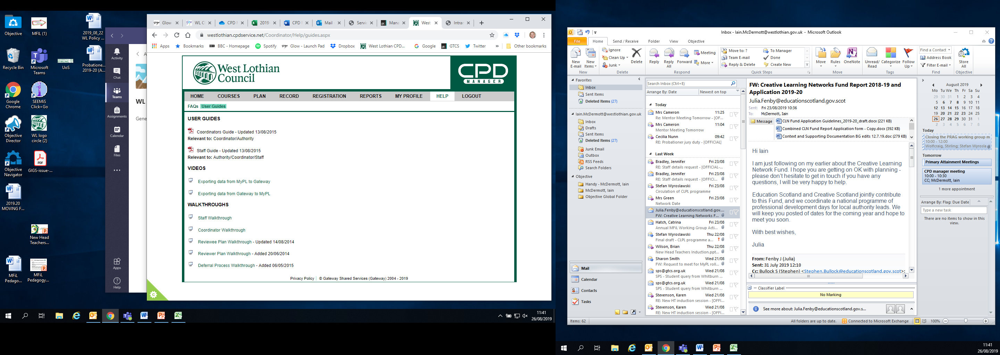 Objective
MFIL (1)
2019_08_22
WL Policy ...
Recycle Bin
Microsoft
Teams
UoS
Probatione...
2019-20 (A...
Google
Chrome
SEEMiS
Click+Go
Objective
Director
WL logo
circle (2)
Objective
Navigator
PDF
GIGS-issue-...
2019.20
MOVING F...
New Head
Teachers...
MFiL
Pedago...
MFiL
Pedagogy...
Activity
Chat
Teams
Assignments
Calendar
Files
Apps
Help
WL
Gene
Glow
WL C
CPD
2019-
CPD
Mail
Servic
Mana
West
Intrar
westlothian.cpdservice.net/Coordinator/Help/guides.aspx
Apps
Bookmarks
BBC - Homepage
Spotify
Glow - Launch Pad
Dropbox
West Lothian CPD...
Google
GTCS
Twitter
Other bookmarks
West Lothian
Council
CPD
MANAGER
HOME COURSES PLAN RECORD REGISTRATION REPORTS MY PROFILE HELP LOGOUT
FAQs User Guides
USER GUIDES
Coordinators Guide - Updated 13/08/2015
Relevant to: Coordinator/Authority
Staff Guide - Updated 13/08/2015
Relevant to: Authority/Coordinator/Staff
VIDEOS
Exporting data from MyPL to Gateway
Exporting data from Gateway to MyPL
WALKTHROUGHS
Staff Walkthrough
Coordinator Walkthrough
Reviewee Plan Walkthrough - Updated 14/08/2014
Reviewer Plan Walkthrough - Added 20/06/2014
Deferral Process Walkthrough - Added 06/05/2015
Privacy Policy | © Gateway Shared Services (Gateway) 2004 - 2019
11:41
26/08/2019
Inbox - Iain.McDermott@westlothian.gov.uk - Microsoft Outlook
File Home Send / Receive Folder View Objective
New
E-mail
New
Items
New
Ignore
Clean Up
Junk
Delete
Delete
Reply
Reply
All
Forward
Meeting
More
Respond
Move to: ?
Team E-mail
Reply & Delete
To Manager
Done
Create New
Quick Steps
Move
Rules
OneNote
Move
Unread/
Read
Categorize
Follow
Up
Tags
Find a Contact
Address Book
Filter E-mail
Find
Store
All
Objective
Favorites
Inbox
Sent Items
Deleted Items (27)
Iain.McDermott@westlothian.gov.uk
Inbox
Drafts
Sent Items
Deleted Items (27)
Junk Email
Outbox
RSS Feeds
Search Folders
Objective
Handy - McDermott, Iain
McDermott, Iain
Objective Global Folder
Mail
Calendar
Contacts
Tasks
Search Inbox (Ctrl+E)
Arrange By: Date Newest on top
Today
Mrs Cameron 11:25
Re: Mentor Meeting Tomorrow - [OF...
Mrs Cameron 11:04
Mentor Meeting Tomorrow
Cecilia Nunn 09:42
RE: Probationer jury duty - [OFFICIAL]
Last Week
Bradley, Jennifer Fri 23/08
RE: Staff details request - [OFFICIAL-...
Bradley, Jennifer Fri 23/08
RE: Staff details request - [OFFICI...
Stefan Wyroslawski Fri 23/08
Circulation of CLPL programme
Mrs Green Fri 23/08
Network Date
Julia.Fenby@educationscotland.gov....
FW: Creative Learning Networks F...
Hatch, Catrina Fri 23/08
Annual MFiL Working Group Acti...
Stefan Wyroslawski Thu 22/08
Final draft - CLPL programme a...
Wilson, Brian Thu 22/08
New Head Teachers Induction.ppt...
Sharon Smith Wed 21/08
FW: Request to meet for MyPL roll...
sps@gtcs.org.uk Wed 21/08
SPS - Student query from Whitburn ...
sps@gtcs.org.uk Wed 21/08
SPS - Student query from Whitburn ...
Stevenson, Karen Wed 21/08
RE: New HT induction session - [OFFI...
Stevenson, Karen Wed 21/08
RE: New HT induction session - [OFFI...
FW: Creative Learning Networks Fund Report 2018-19 and
Application 2019-20
Julia.Fenby@educationscotland.gov.scot
Sent: Fri 23/08/2019 10:36
To: McDermott, Iain
Message
CLN Fund Application Guidelines_2019-20_draft.docx (221 KB)
Combined CLN Fund Report Application form - Copy.docx (392 KB)
Context and Supporting Documentation BG edits 12.7.19.doc (279 KB)
Hi Iain
I am just following on my earlier about the Creative Learning
Network Fund. I hope you are getting on OK with planning -
please don't hesitate to get in touch if you have any
questions, I will be very happy to help.
Education Scotland and Creative Scotland jointly contribute
to this Fund, and we coordinate a national programme of
professional development days for local authority leads. We
will keep you posted of dates for the coming year and hope to
meet you soon.
With best wishes,
Julia
From: Fenby J (Julia)
Sent: 31 July 2019 12:10
Cc: Bullock S (Stephen) <Stephen.Bullock@educationscotland.gov.scot>;
Classifier Label
No Marking
See more about: Julia.Fenby@educationscotland.gov.s...
August 2019
Mo Tu We Th Fr Sa Su
29 30 31 1 2 3 4
5 6 7 8 9 10 11
12 13 14 15 16 17 18
19 20 21 22 23 24 25
26 27 28 29 30 31 1
2 3 4 5 6 7 8
Today
Closing the PRAG working group m
10:00 - 12:00
Wolfcraig, Stirling; Stefan Wyrosla
Tomorrow
Primary Attainment Meetings
CPD manager meeting
10:00 - 10:30
CC; McDermott, Iain
1 more appointment
Arrange By: Flag: Due Date
Type a new task
There are no items to show in this
view.
Items: 62
All folders are up to date.
Connected to Microsoft Exchange
100%
11:41
26/08/2019